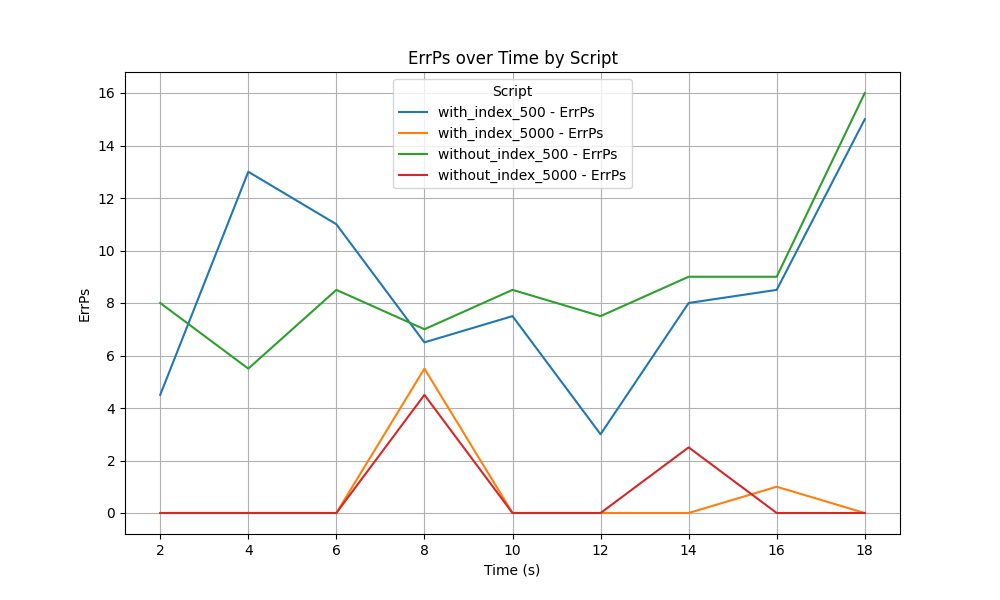 ErrPs over Time by Script
Script
with_index_500 - ErrPs
with_index_5000 - ErrPs
without_index_500 - ErrPs
without_index_5000 - ErrPs
ErrPs
16
14
12
10
8
6
4
2
0
2 4 6 8 10 12 14 16 18
Time (s)